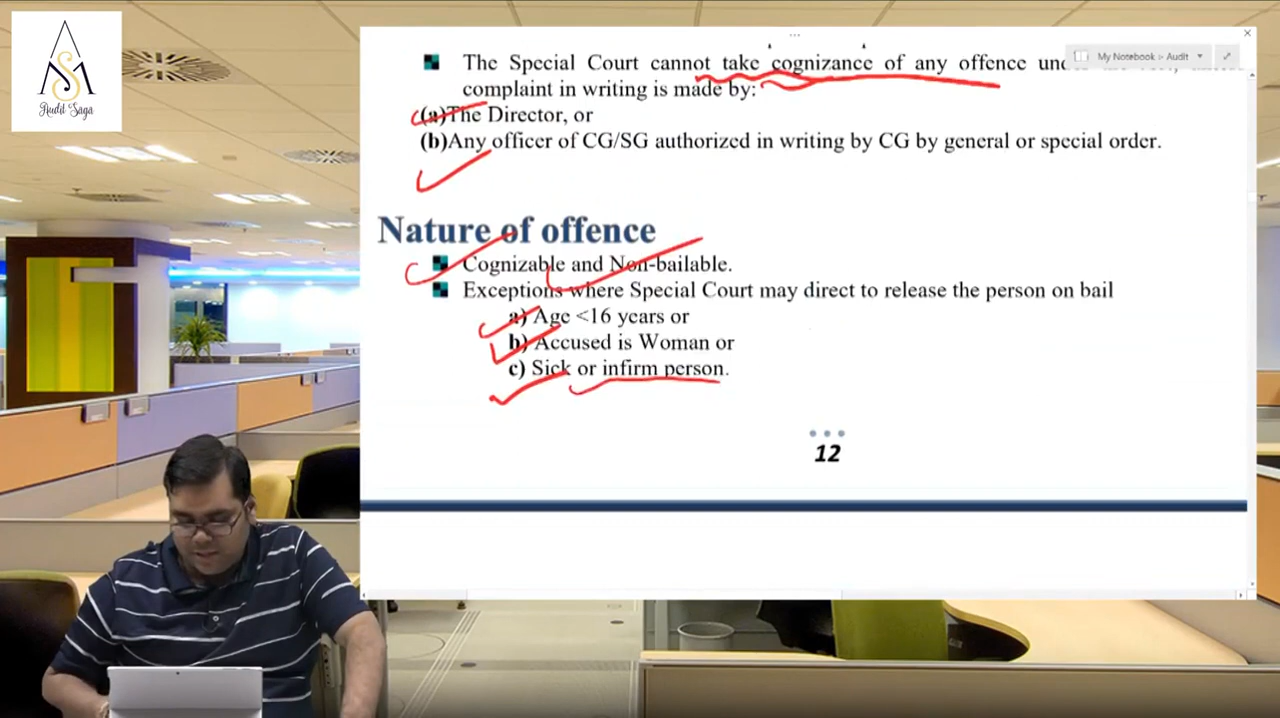 ASM
Audit Saga
My Notebook :- Audit
The Special Court cannot take cognizance of any offence
complaint in writing is made by:
(a)The Director, or
(b)Any officer of CG/SG authorized in writing by CG by general or special order.
Nature of offence
Cognizable and Non-bailable.
Exceptions where Special Court may direct to release the person on bail
a) Age <16 years or
b) Accused is Woman or
c) Sick or infirm person.
12